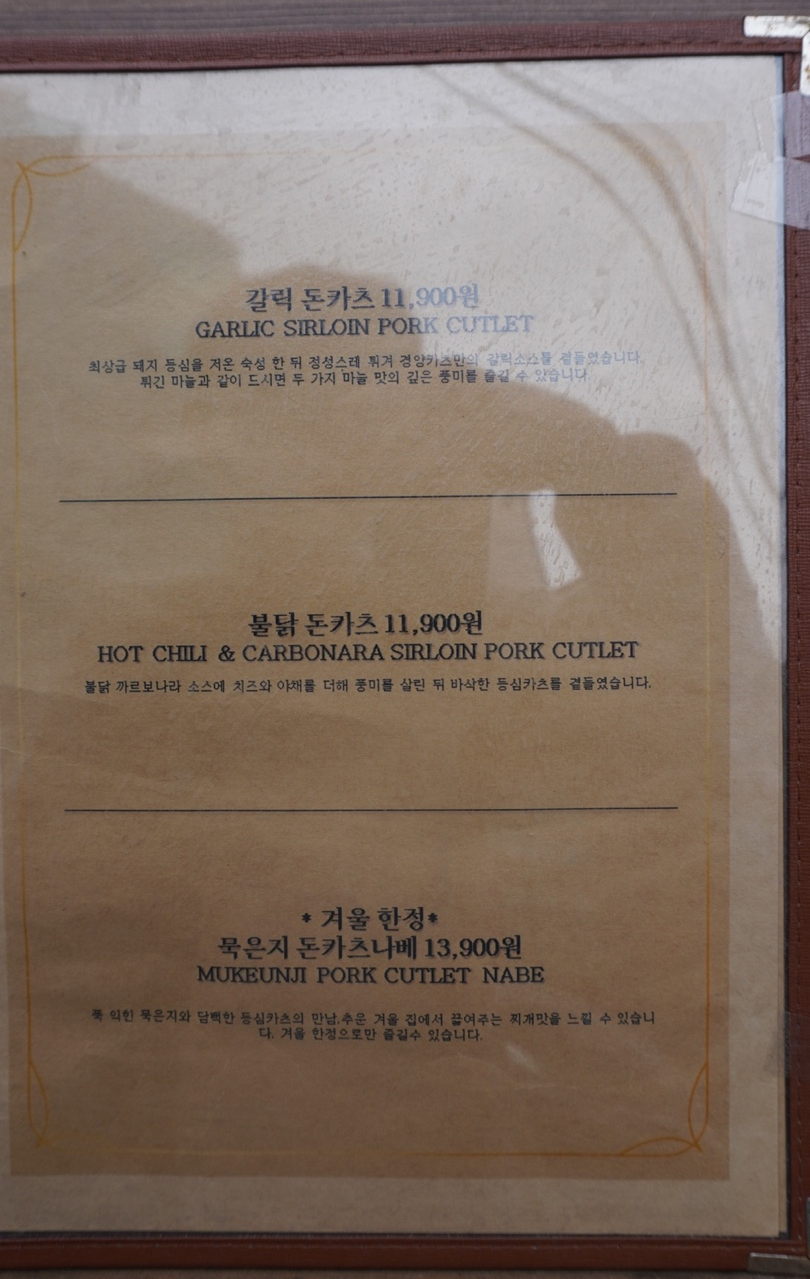 갈릭 돈카츠 11,900원
GARLIC SIRLOIN PORK CUTLET
최상급 돼지 등심을 저온 숙성 한 뒤 정성스레 튀겨 경양카츠만의 갈릭소스를 곁들였습니다.
튀긴 마늘과 같이 드시면 두 가지 마늘 맛의 깊은 풍미를 즐길 수 있습니다.
불닭 돈카츠 11,900원
HOT CHILI & CARBONARA SIRLOIN PORK CUTLET
불닭 까르보나라 소스에 치즈와 야채를 더해 풍미를 살린 뒤 바삭한 등심카츠를 곁들였습니다.
* 겨울 한정*
묵은지 돈카츠나베 13,900원
MUKEUNJI PORK CUTLET NABE
푹 익힌 묵은지와 담백한 등심카츠의 만남.추운 겨울 집에서 끓여주는 찌개맛을 느낄 수 있습니
다. 겨울 한정으로만 즐길수 있습니다.